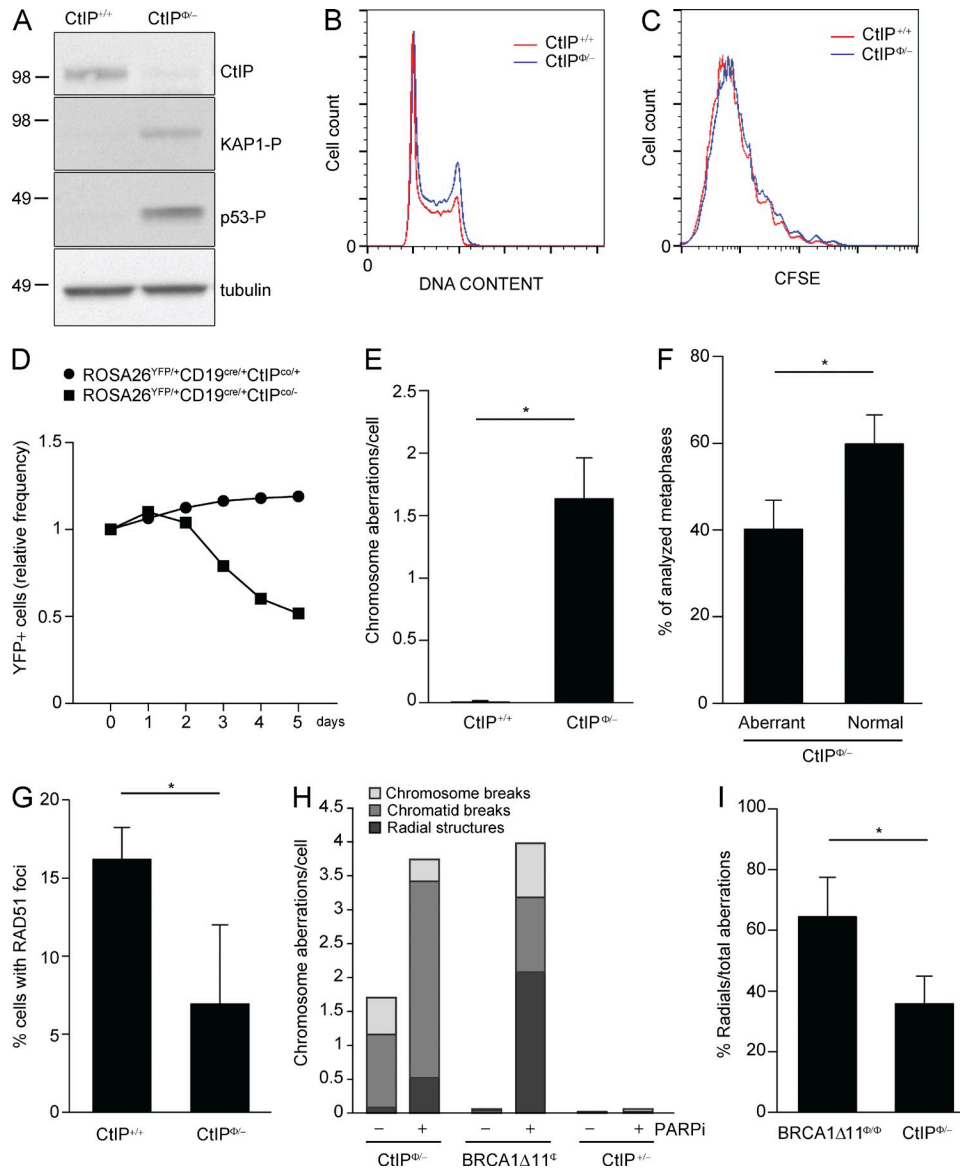 A
CtIP+/+ CtIPΦ/–
98
CtIP
98
KAP1-P
49
p53-P
49
tubulin
B
CtIP+/+
CtIPΦ/–
Cell count
0
0
DNA CONTENT
C
CtIP+/+
CtIPΦ/–
Cell count
0
CFSE
D
ROSA26YFP/+CD19cre/+CtIPco/+
ROSA26YFP/+CD19cre/+CtIPco/-
YFP+ cells (relative frequency)
1.5
1
0.5
0
0 1 2 3 4 5 days
E
Chromosome aberrations/cell
2.5
2
1.5
1
0.5
0
*
CtIP+/+ CtIPΦ/–
F
% of analyzed metaphases
80
60
40
20
0
*
Aberrant Normal
CtIPΦ/–
G
% cells with RAD51 foci
20
15
10
5
0
*
CtIP+/+ CtIPΦ/–
H
Chromosome breaks
Chromatid breaks
Radial structures
Chromosome aberrations/cell
4.5
4
3.5
3
2.5
2
1.5
1
0.5
0
– + – + – + PARPi
CtIPΦ/– BRCA1Δ11Φ CtIP+/–
I
% Radials/total aberrations
100
80
60
40
20
0
*
BRCA1Δ11Φ/Φ CtIPΦ/–